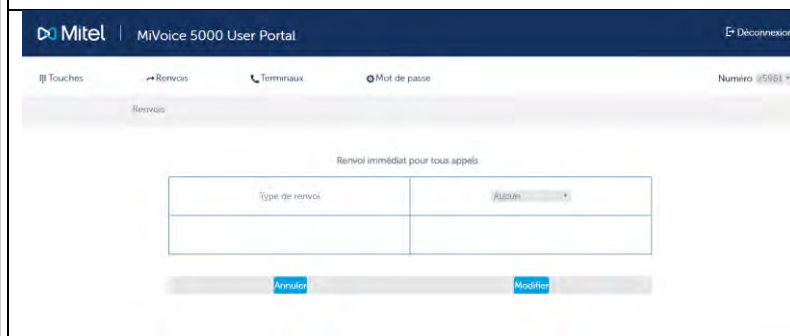 Mitel | MiVoice 5000 User Portal Déconnexion
Touches Renvois Terminaux Mot de passe Numéro
Renvois
Renvoi immédiat pour tous appels
Type de renvoi Aucun
Annuler Modifier